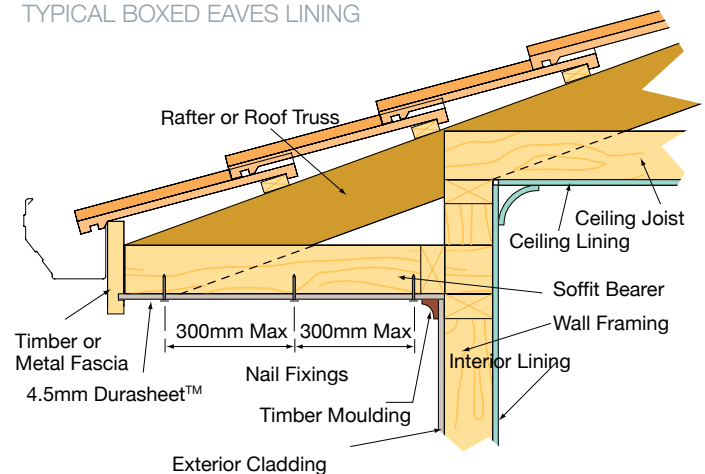 TYPICAL BOXED EAVES LINING
Rafter or Roof Truss
Ceiling Joist
Ceiling Lining
Soffit Bearer
Wall Framing
Interior Lining
300mm Max
300mm Max
Timber or
Metal Fascia
Nail Fixings
4.5mm Durasheet™
Timber Moulding
Exterior Cladding